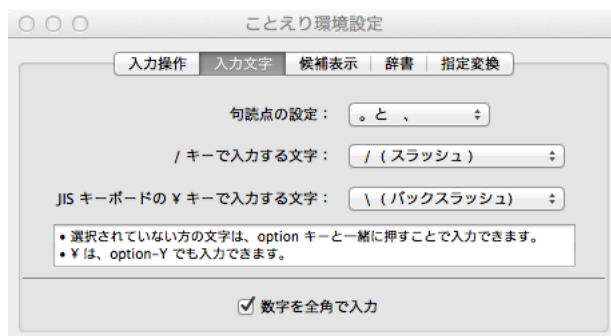 ことえり環境設定
入力操作 入力文字 候補表示 辞書 指定変換
句読点の設定： 。と 、
/ キーで入力する文字： / (スラッシュ)
JIS キーボードの ¥ キーで入力する文字： \ (バックスラッシュ)
• 選択されていない方の文字は、option キーと一緒に押すことで入力できます。
• ¥ は、option-Y でも入力できます。
数字を全角で入力